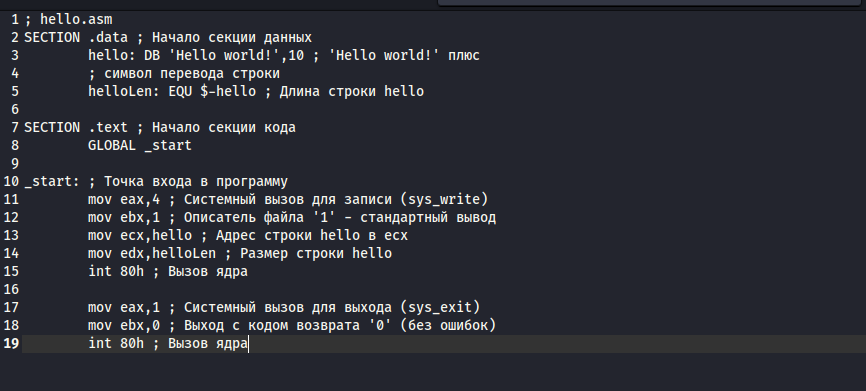 1 ; hello.asm
2 SECTION .data ; Начало секции данных
3 hello: DB 'Hello world!',10 ; 'Hello world!' плюс
4 ; символ перевода строки
5 helloLen: EQU $-hello ; Длина строки hello
6
7 SECTION .text ; Начало секции кода
8 GLOBAL _start
9
10 _start: ; Точка входа в программу
11 mov eax,4 ; Системный вызов для записи (sys_write)
12 mov ebx,1 ; Описатель файла '1' - стандартный вывод
13 mov ecx,hello ; Адрес строки hello в ecx
14 mov edx,helloLen ; Размер строки hello
15 int 80h ; Вызов ядра
16
17 mov eax,1 ; Системный вызов для выхода (sys_exit)
18 mov ebx,0 ; Выход с кодом возврата '0' (без ошибок)
19 int 80h ; Вызов ядра